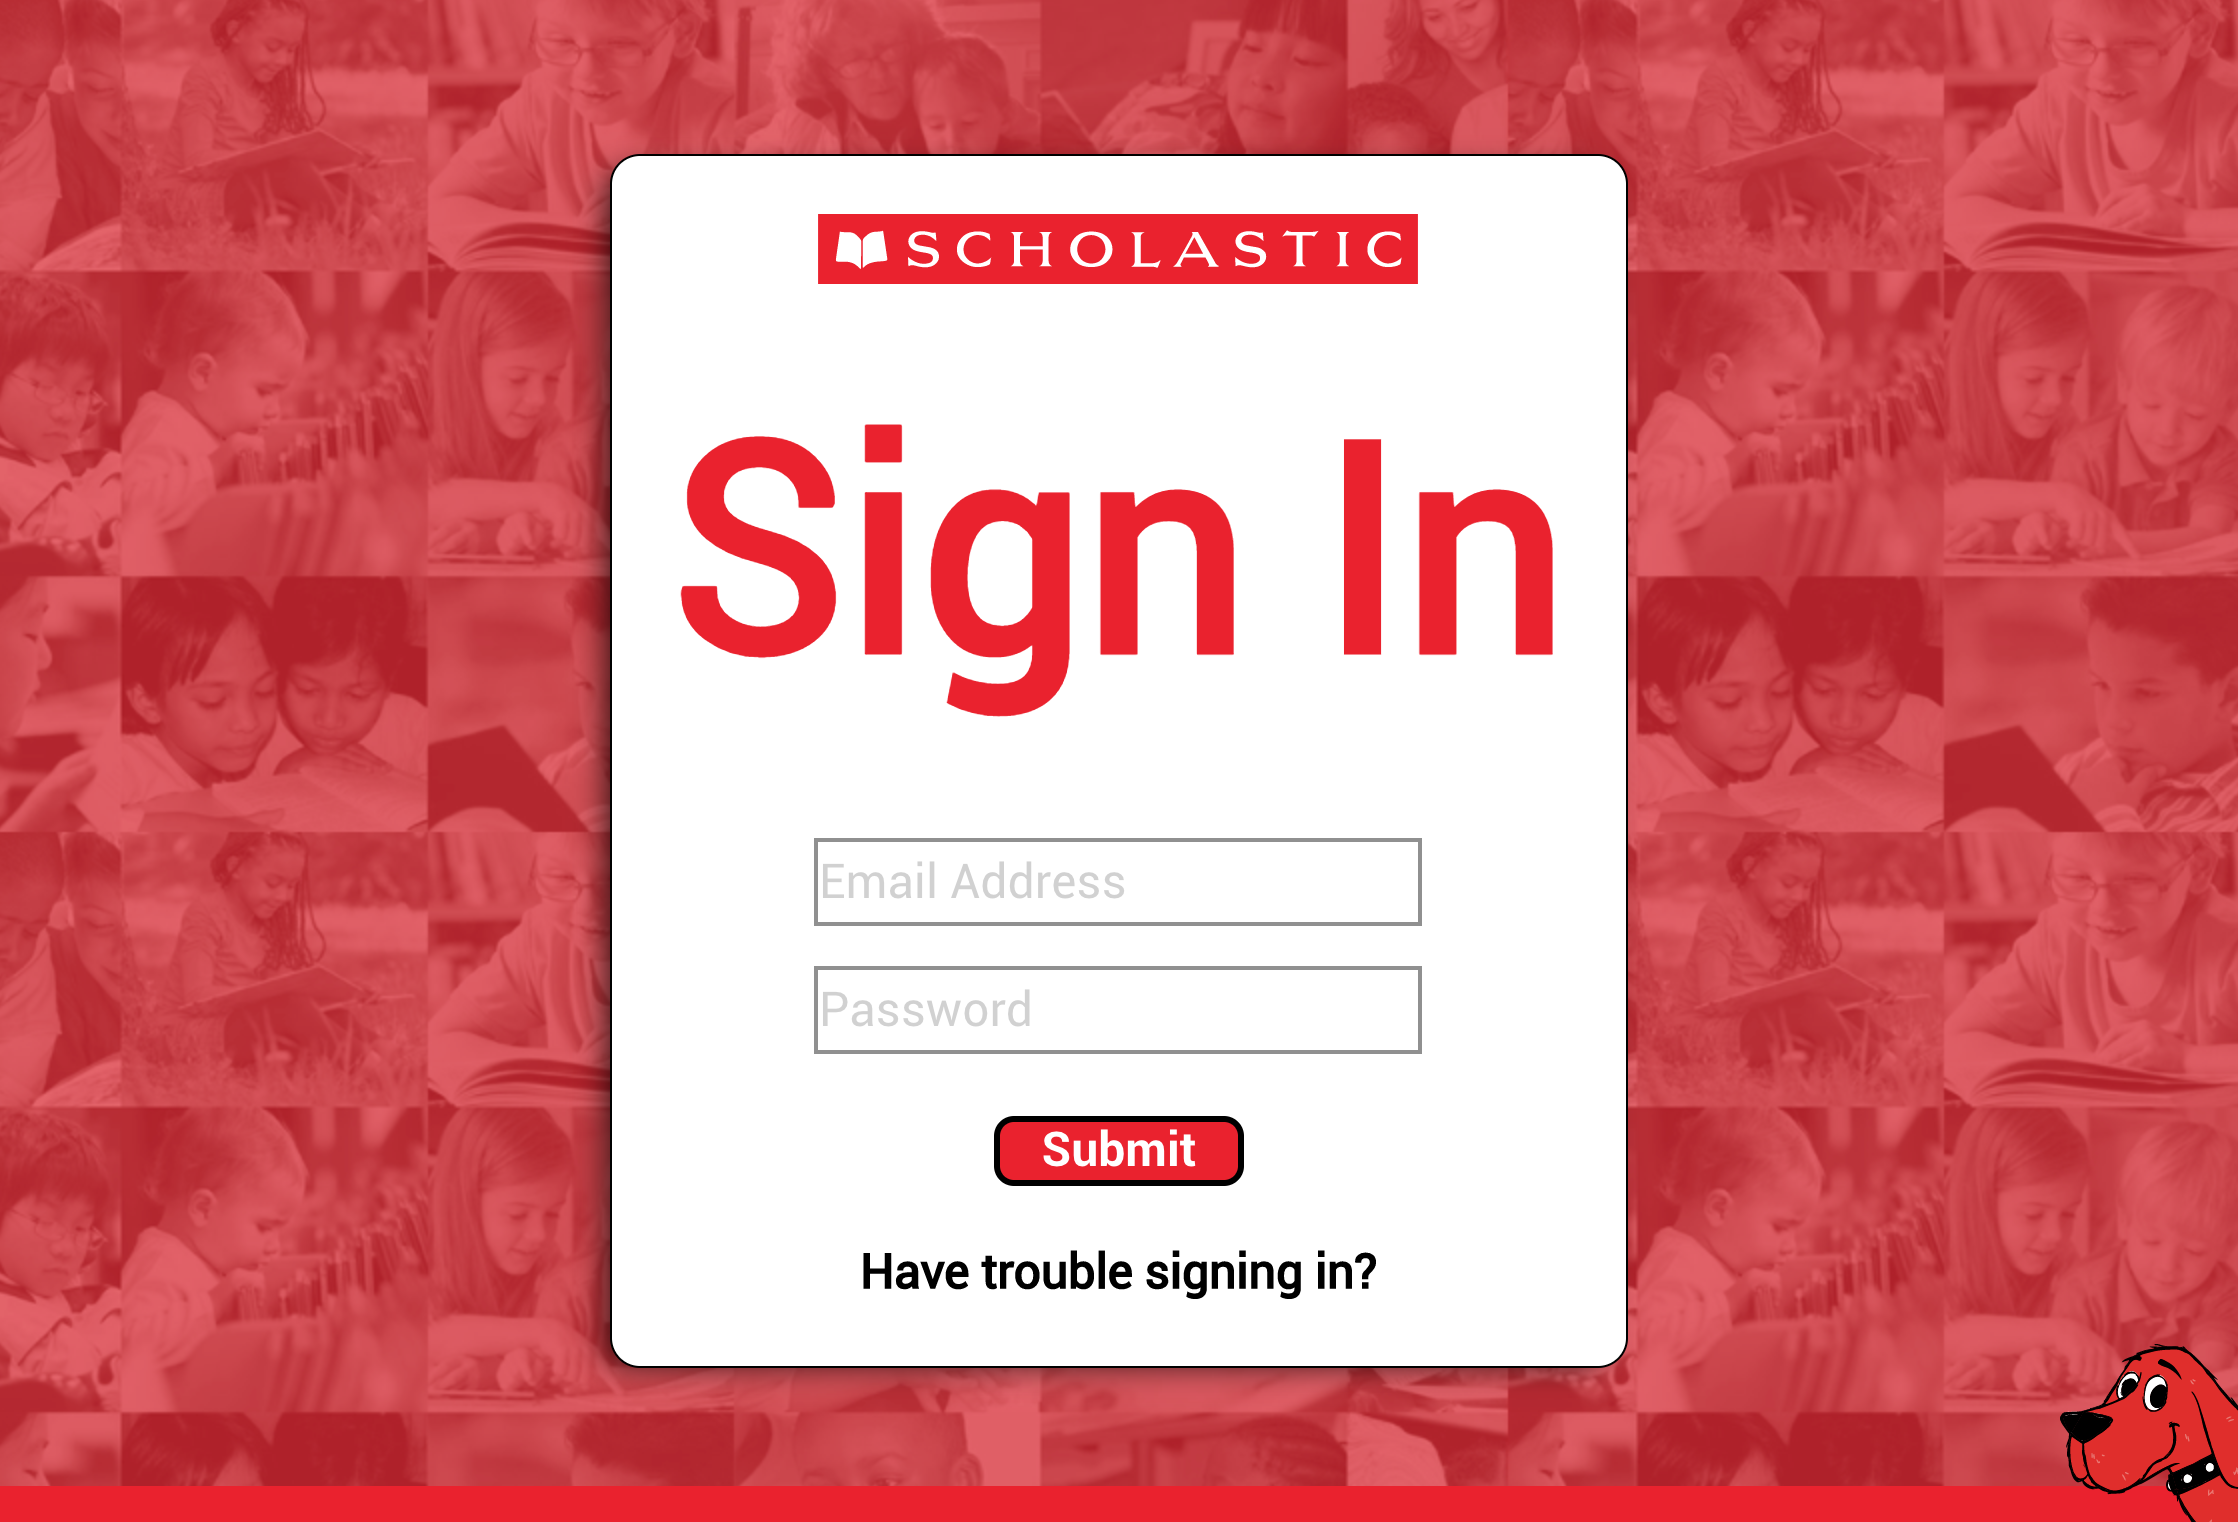 SCHOLASTIC
Sign In
Email Address
Password
Submit
Have trouble signing in?